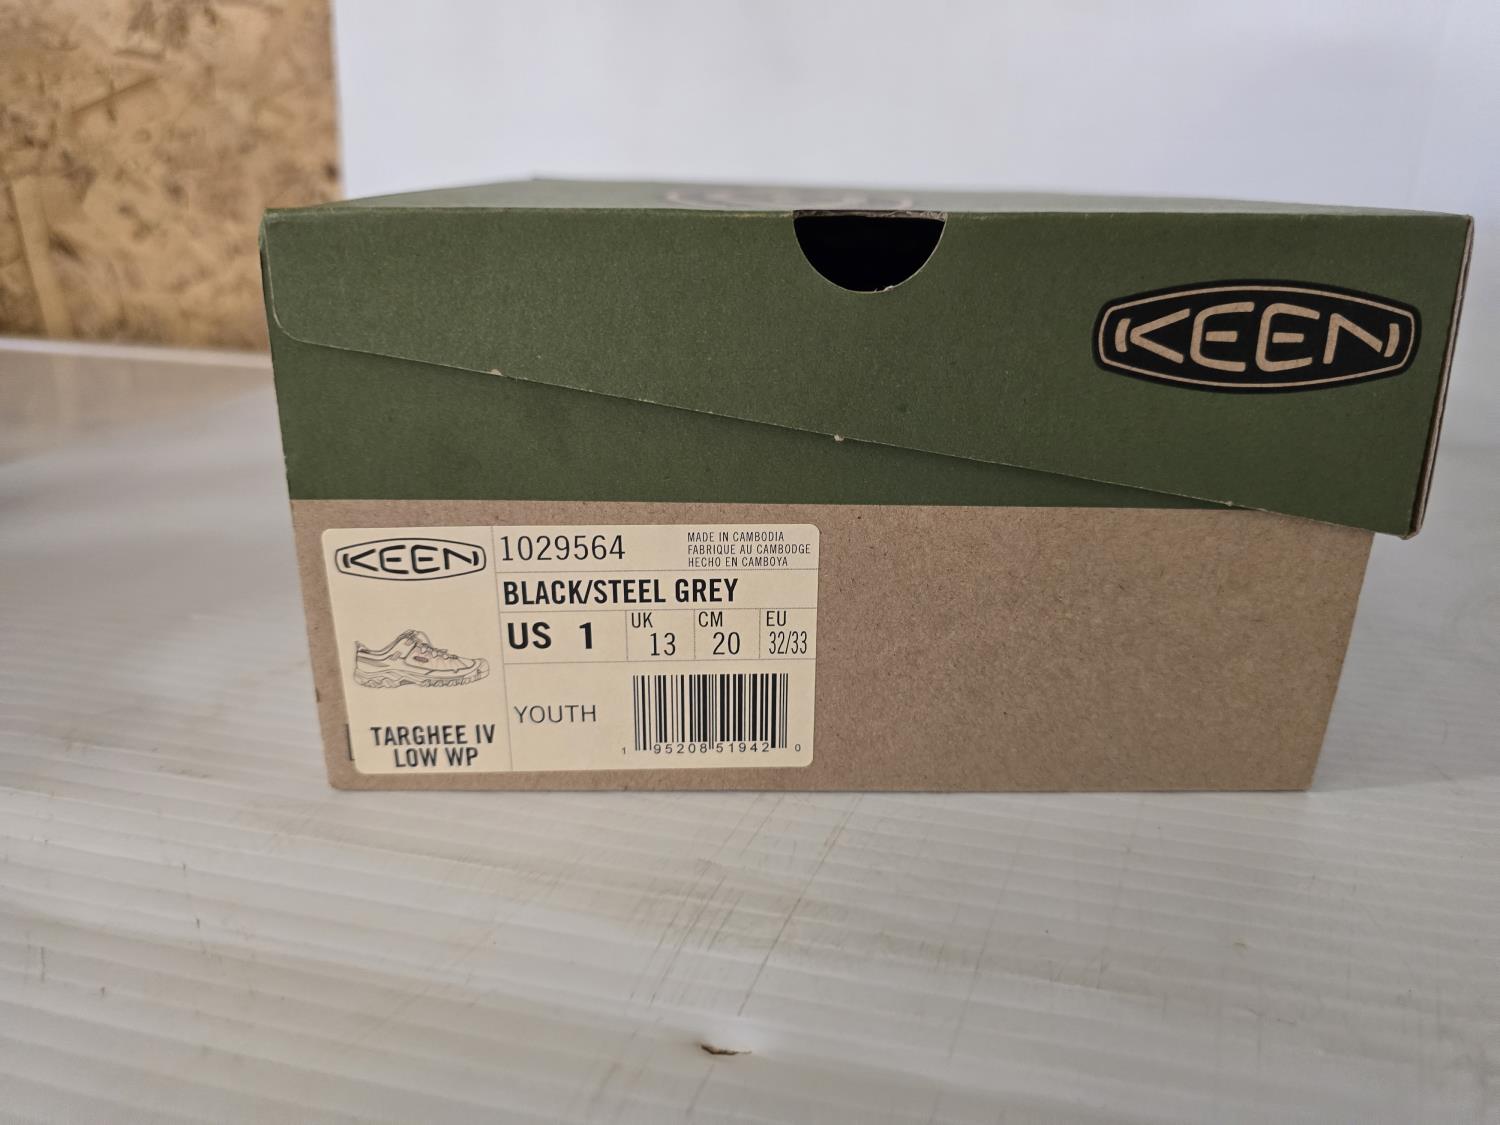 KEEN
KEEN
1029564
MADE IN CAMBODIA
FABRIQUE AU CAMBODGE
HECHO EN CAMBOYA
BLACK/STEEL GREY
US 1
UK 13
CM 20
EU 32/33
YOUTH
1 95208 51942 0
TARGHEE IV
LOW WP